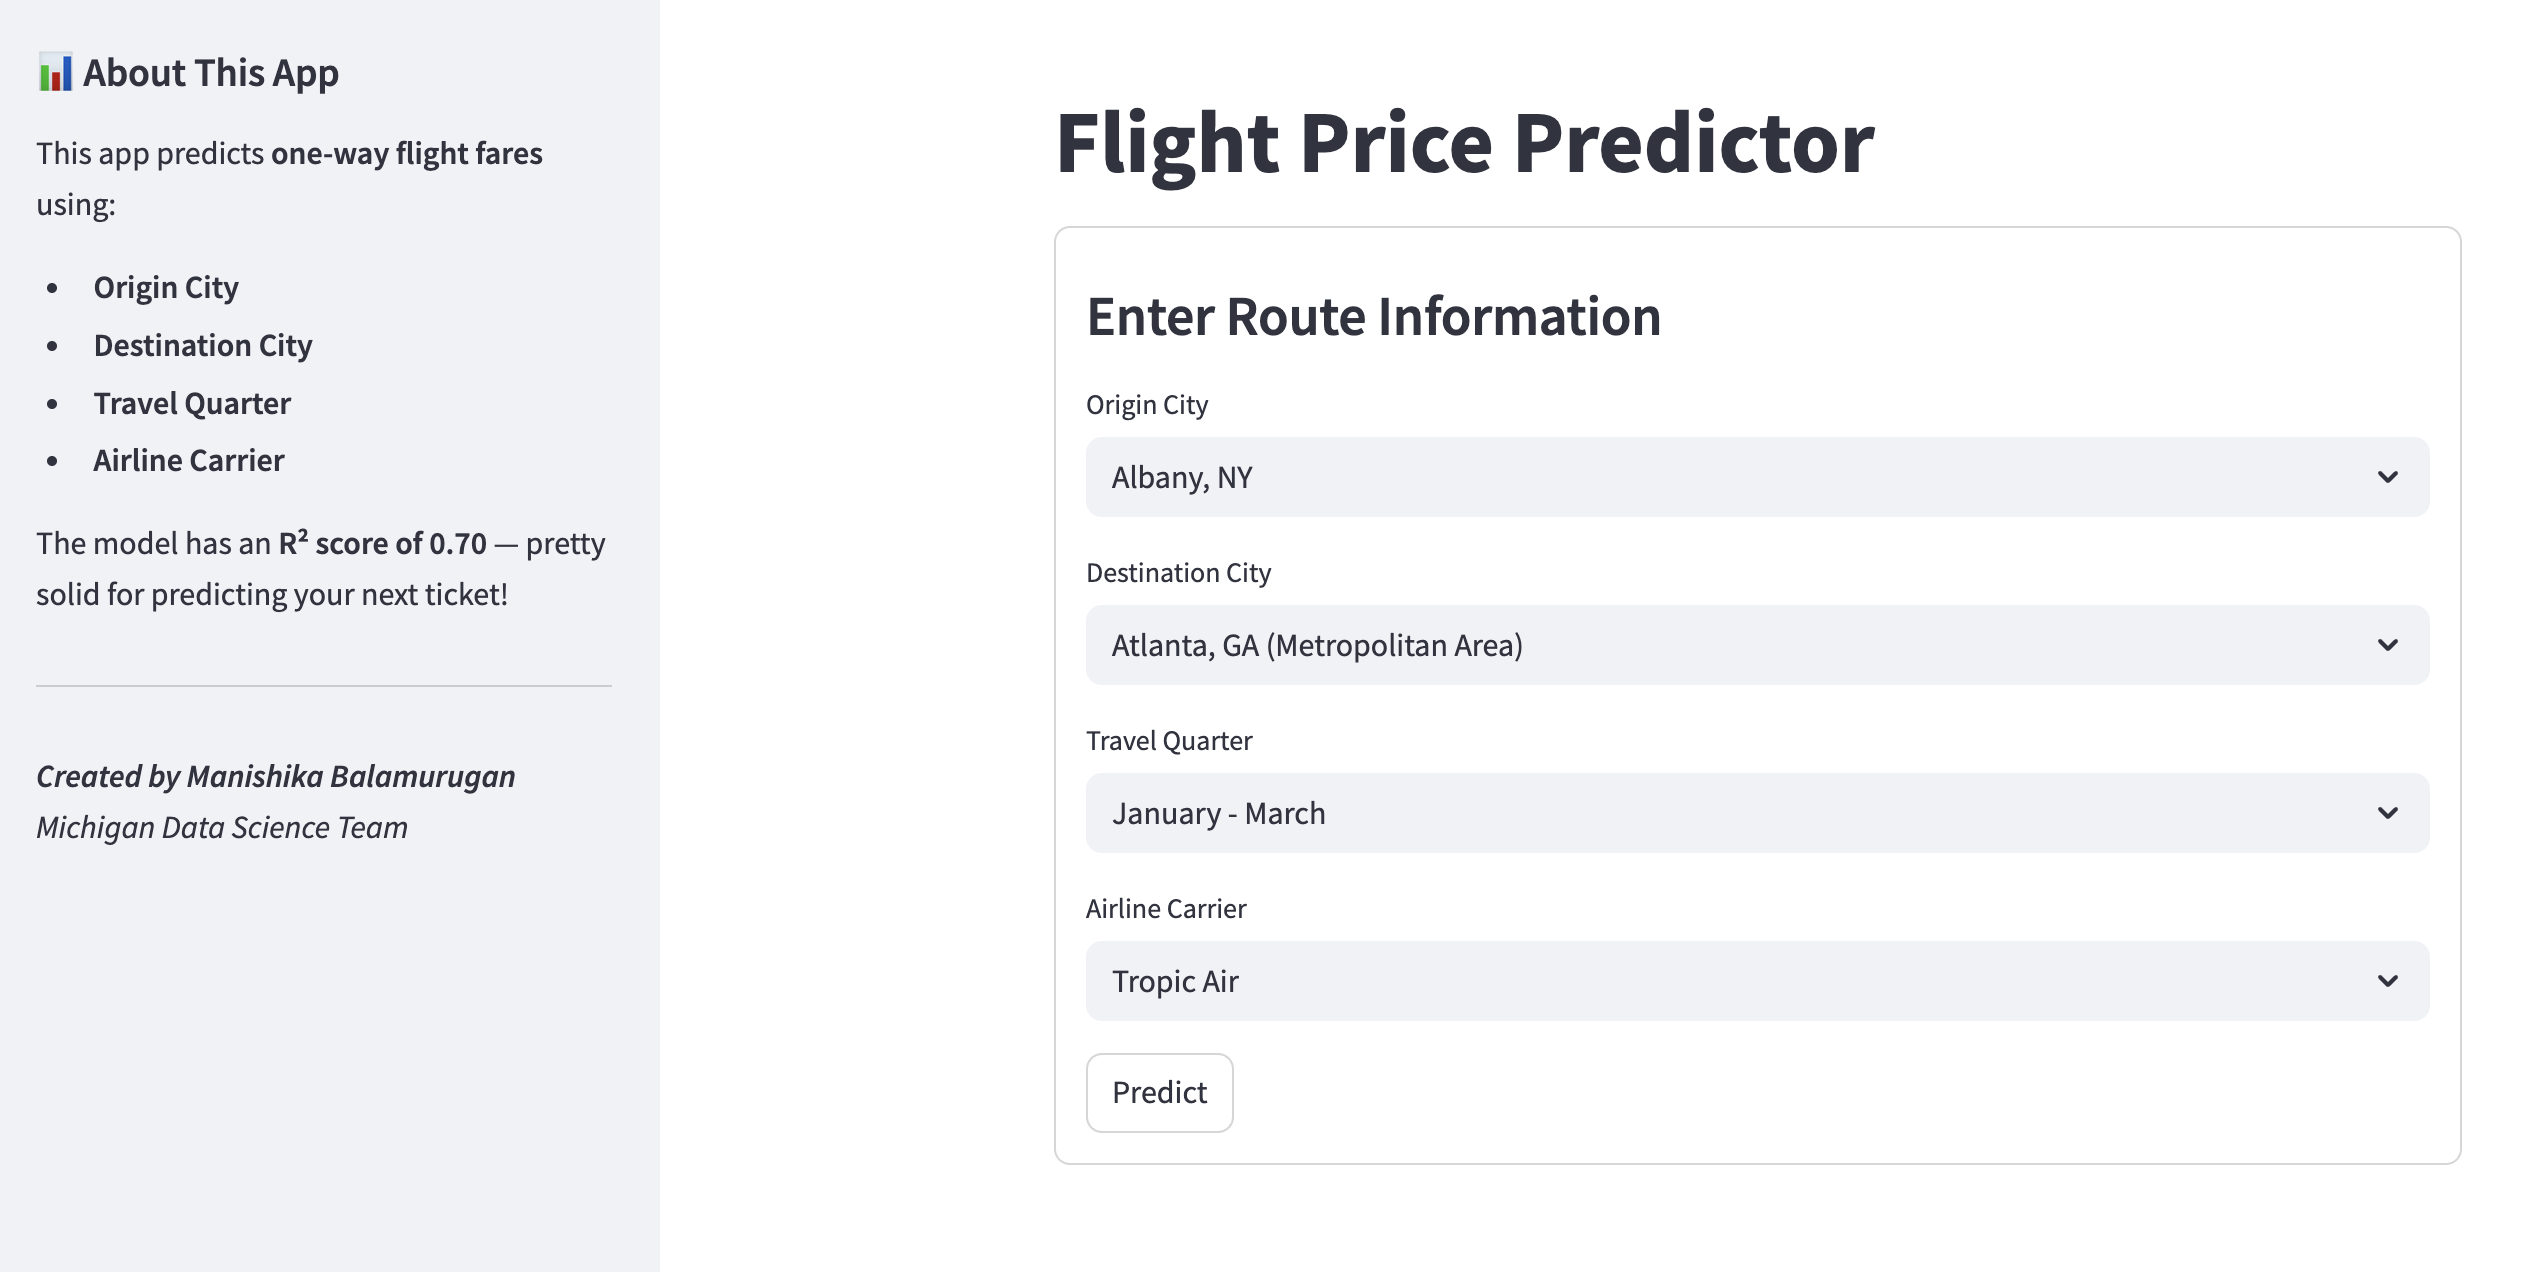 📊 About This App
This app predicts one-way flight fares
using:
• Origin City
• Destination City
• Travel Quarter
• Airline Carrier
The model has an R² score of 0.70 — pretty
solid for predicting your next ticket!
Created by Manishika Balamurugan
Michigan Data Science Team
Flight Price Predictor
Enter Route Information
Origin City
Albany, NY
Destination City
Atlanta, GA (Metropolitan Area)
Travel Quarter
January - March
Airline Carrier
Tropic Air
Predict